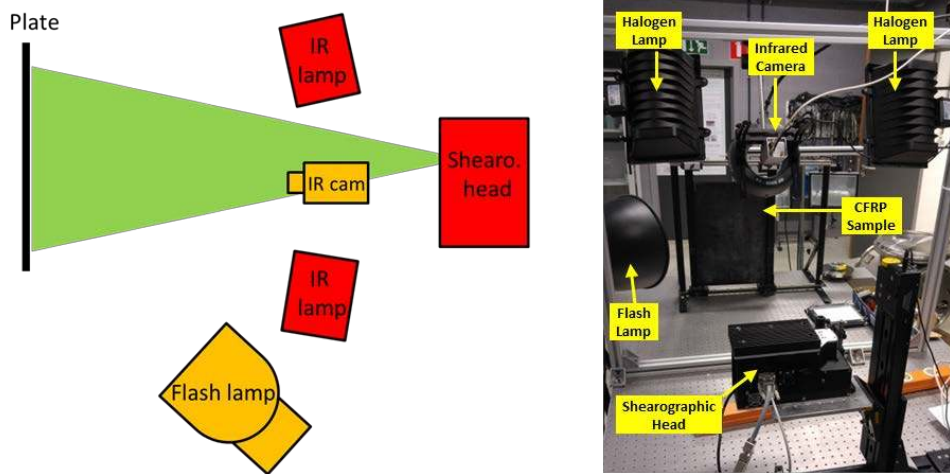 Plate
IR
lamp
IR cam
Shearo.
head
IR
lamp
Flash lamp
Halogen
Lamp
Infrared
Camera
Halogen
Lamp
CFRP
Sample
Flash
Lamp
Shearographic
Head